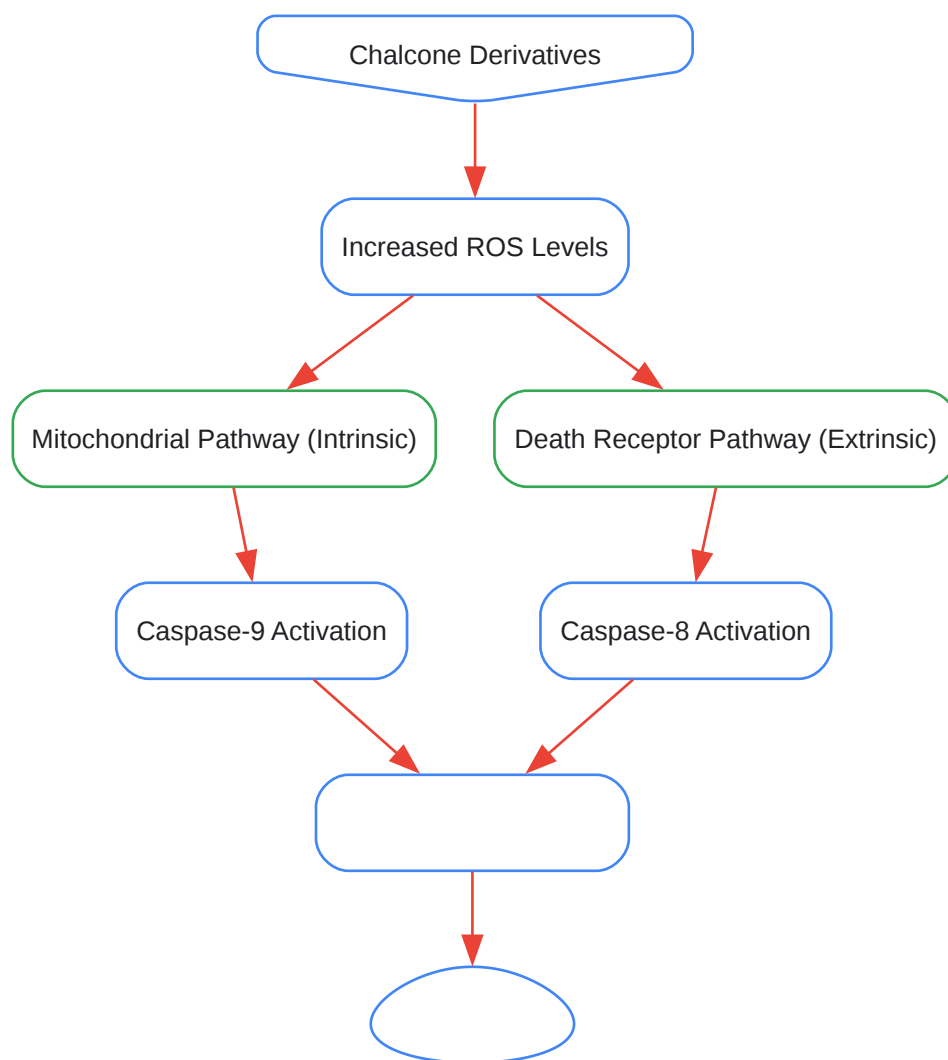 Chalcone Derivatives
Increased ROS Levels
Mitochondrial Pathway (Intrinsic)
Death Receptor Pathway (Extrinsic)
Caspase-9 Activation
Caspase-8 Activation